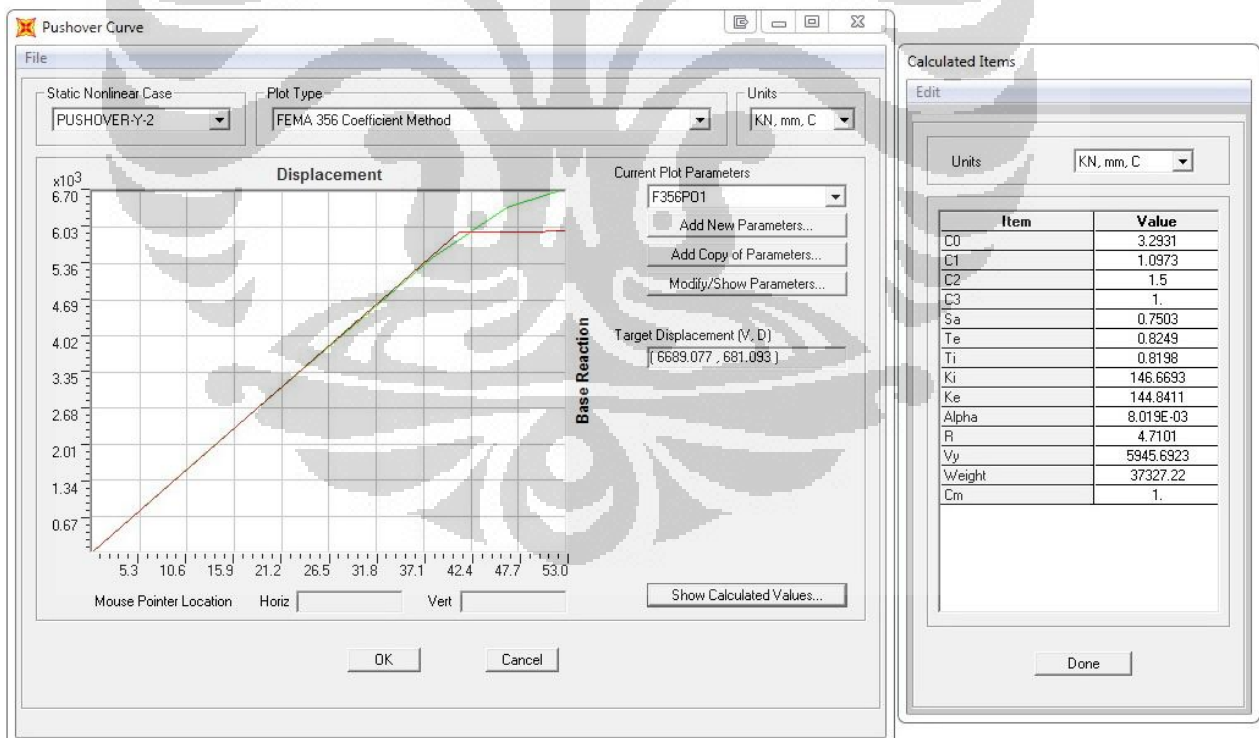 Pushover Curve
File
Static Nonlinear Case
PUSHOVER-Y-2
Plot Type
FEMA 356 Coefficient Method
Units
KN, mm, C
Displacement
x10³
6.70
6.03
5.36
4.69
4.02
3.35
2.68
2.01
1.34
0.67
5.3 10.6 15.9 21.2 26.5 31.8 37.1 42.4 47.7 53.0
Base Reaction
Mouse Pointer Location Horiz Vert
Current Plot Parameters
F356PO1
Add New Parameters...
Add Copy of Parameters...
Modify/Show Parameters...
Target Displacement (V, D)
( 6689.077 , 681.093 )
Show Calculated Values...
OK Cancel
Calculated Items
Edit
Units KN, mm, C
Item Value
C0 3.2931
C1 1.0973
C2 1.5
C3 1.
Sa 0.7503
Te 0.8249
Ti 0.8198
Ki 146.6693
Ke 144.8411
Alpha 8.019E-03
R 4.7101
Vy 5945.6923
Weight 37327.22
Cm 1.
Done